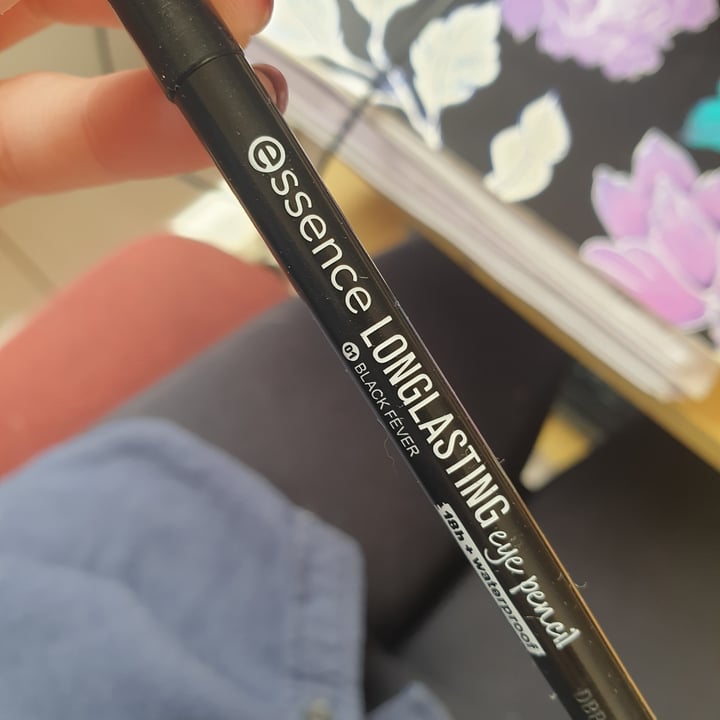 essence LONGLASTING eye pencil
01 BLACK FEVER
18h + waterproof